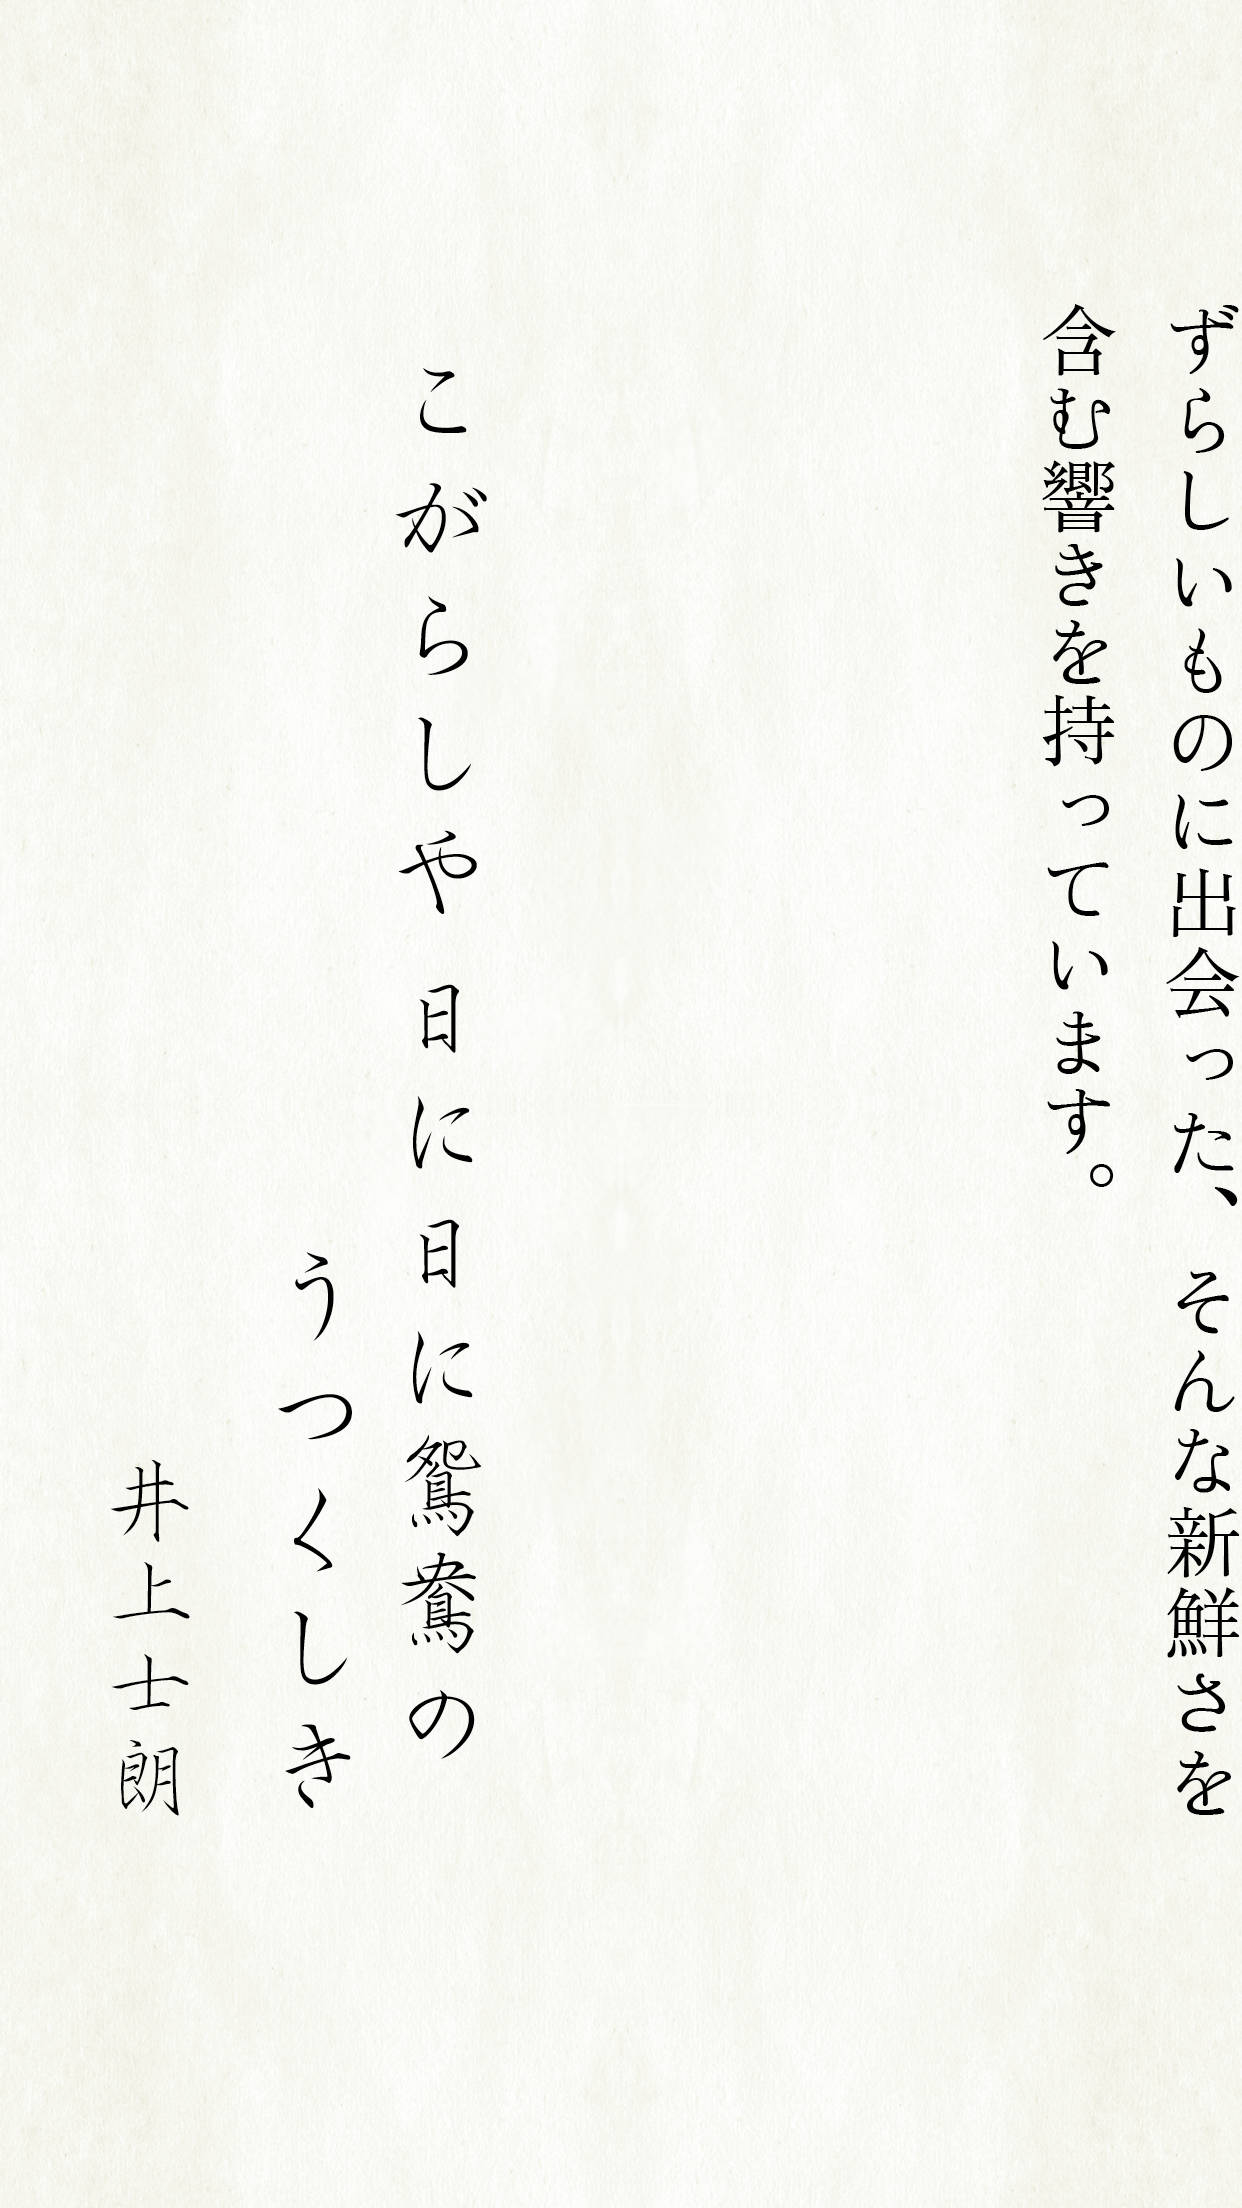 ずらしいものに出会った、そんな新鮮さを
含む響きを持っています。
こがらしや日に日に鴛鴦の
うつくしき
井上士朗